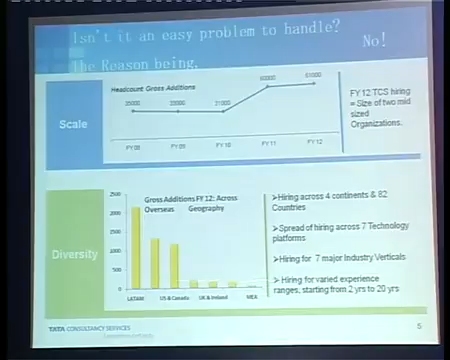 Isn't it an easy problem to handle?
No!
the Reason being,
Headcount Gross Additions
Scale
35000
31000
60000
61000
FY 09
FY 10
FY 11
FY 12
FY 12 TCS hiring
= Size of two mid
sized
Organizations.
Diversity
Gross Additions FY 12: Across
Overseas Geography
2500
2000
1500
1000
500
0
LATAM
US & Canada
UK & Ireland
MEA
➢Hiring across 4 continents & 82
Countries
➢Spread of hiring across 7 Technology
platforms
➢Hiring for 7 major Industry Verticals
➢ Hiring for varied experience
ranges, starting from 2 yrs to 20 yrs
TATA CONSULTANCY SERVICES
5